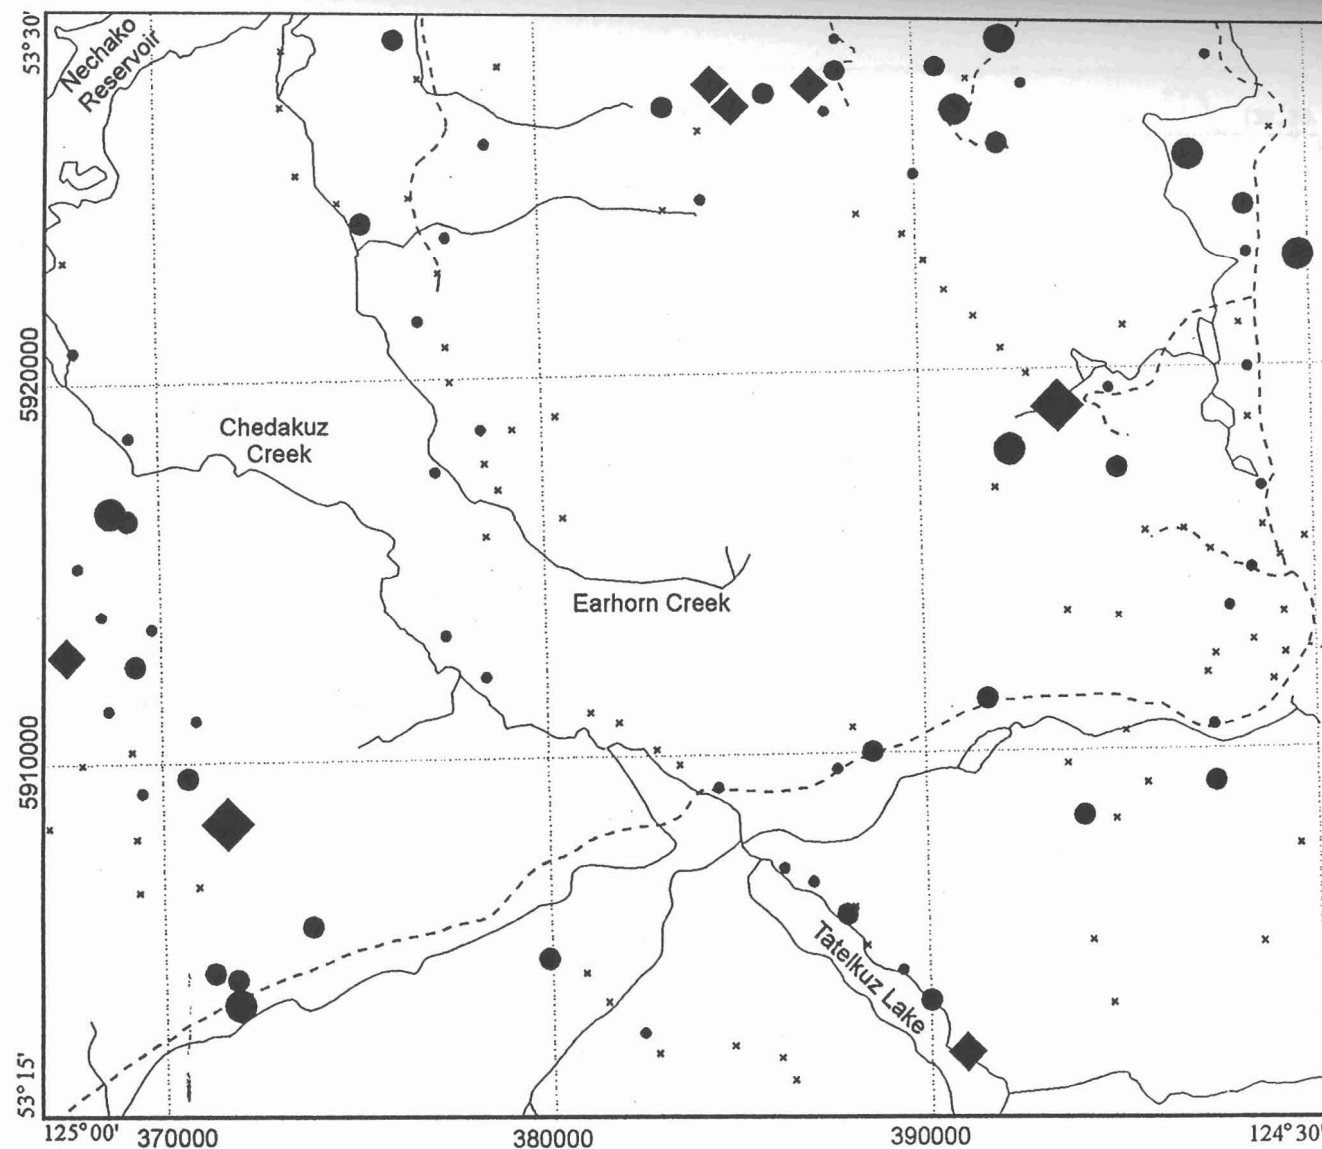 53°30'
Nechako
Reservoir
5920000
Chedakuz
Creek
Earhorn Creek
5910000
Tatelkuz Lake
53°15'
125°00'
370000
380000
390000
124°30'